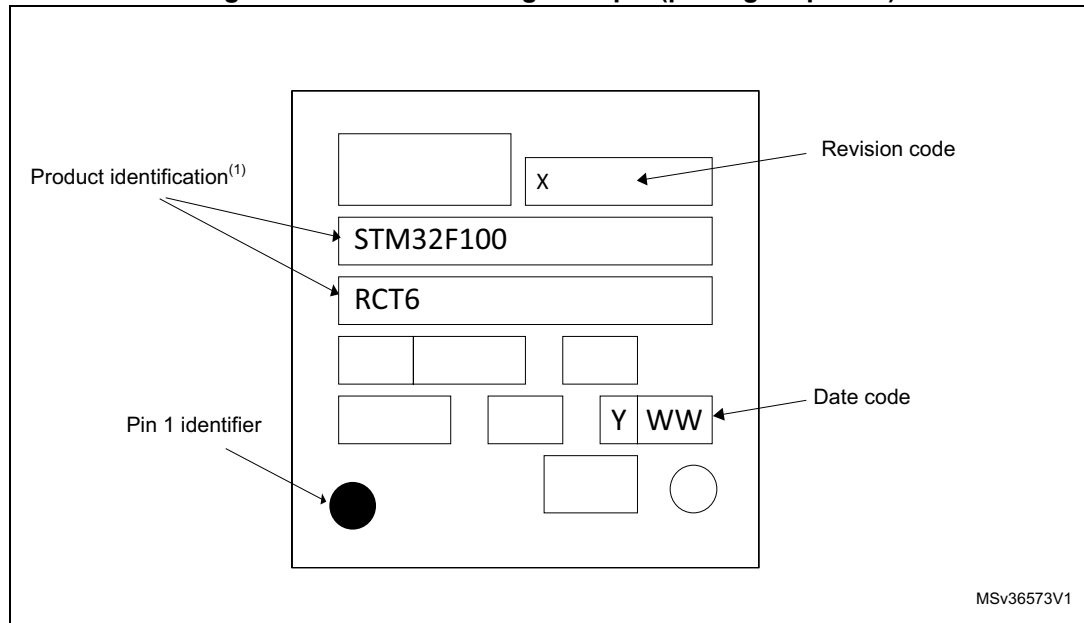 Revision code
Product identification(1)
X
STM32F100
RCT6
Date code
Y WW
Pin 1 identifier
MSv36573V1